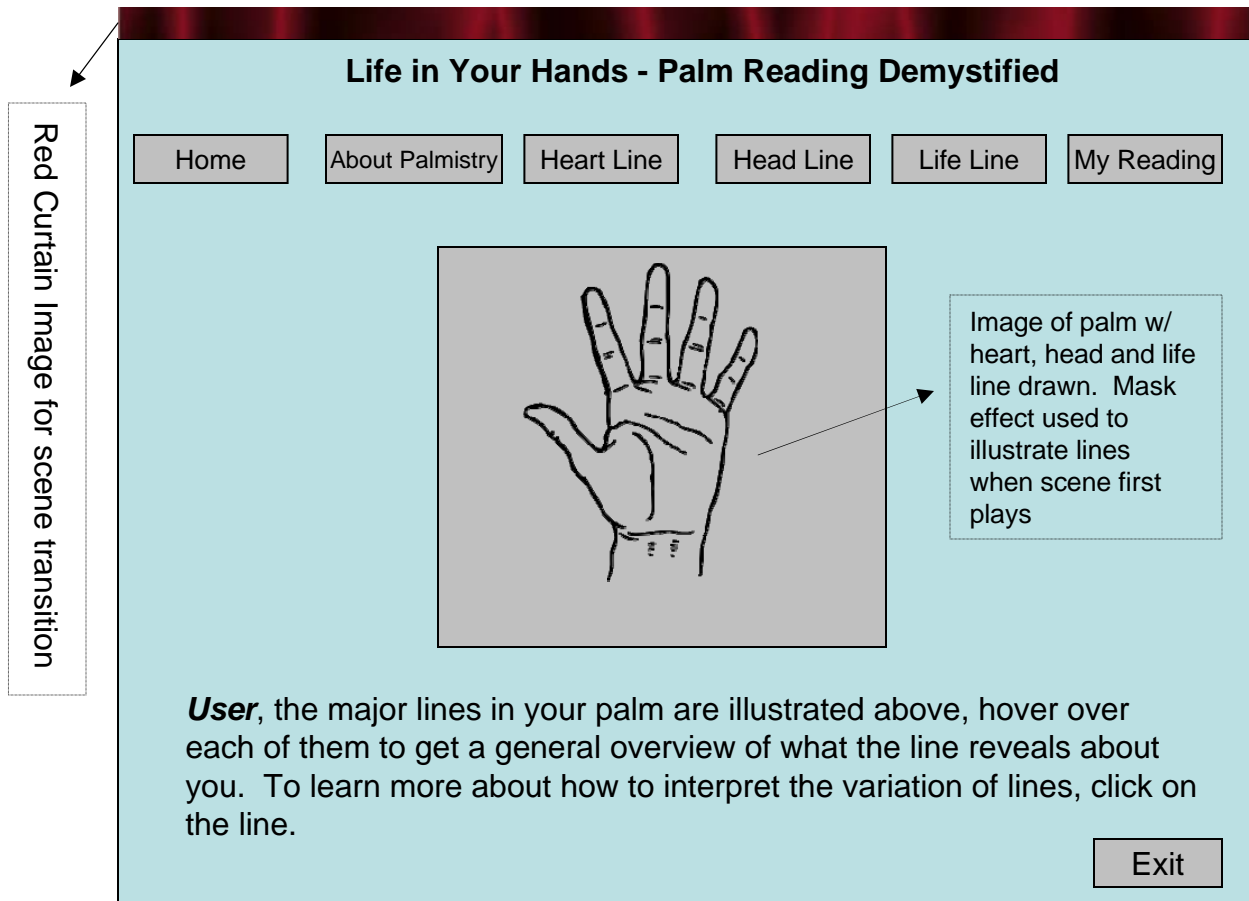 Life in Your Hands - Palm Reading Demystified
Red Curtain Image for scene transition
Home
About Palmistry
Heart Line
Head Line
Life Line
My Reading
Image of palm w/
heart, head and life
line drawn.  Mask
effect used to
illustrate lines
when scene first
plays
User, the major lines in your palm are illustrated above, hover over
each of them to get a general overview of what the line reveals about
you.  To learn more about how to interpret the variation of lines, click on
the line.
Exit